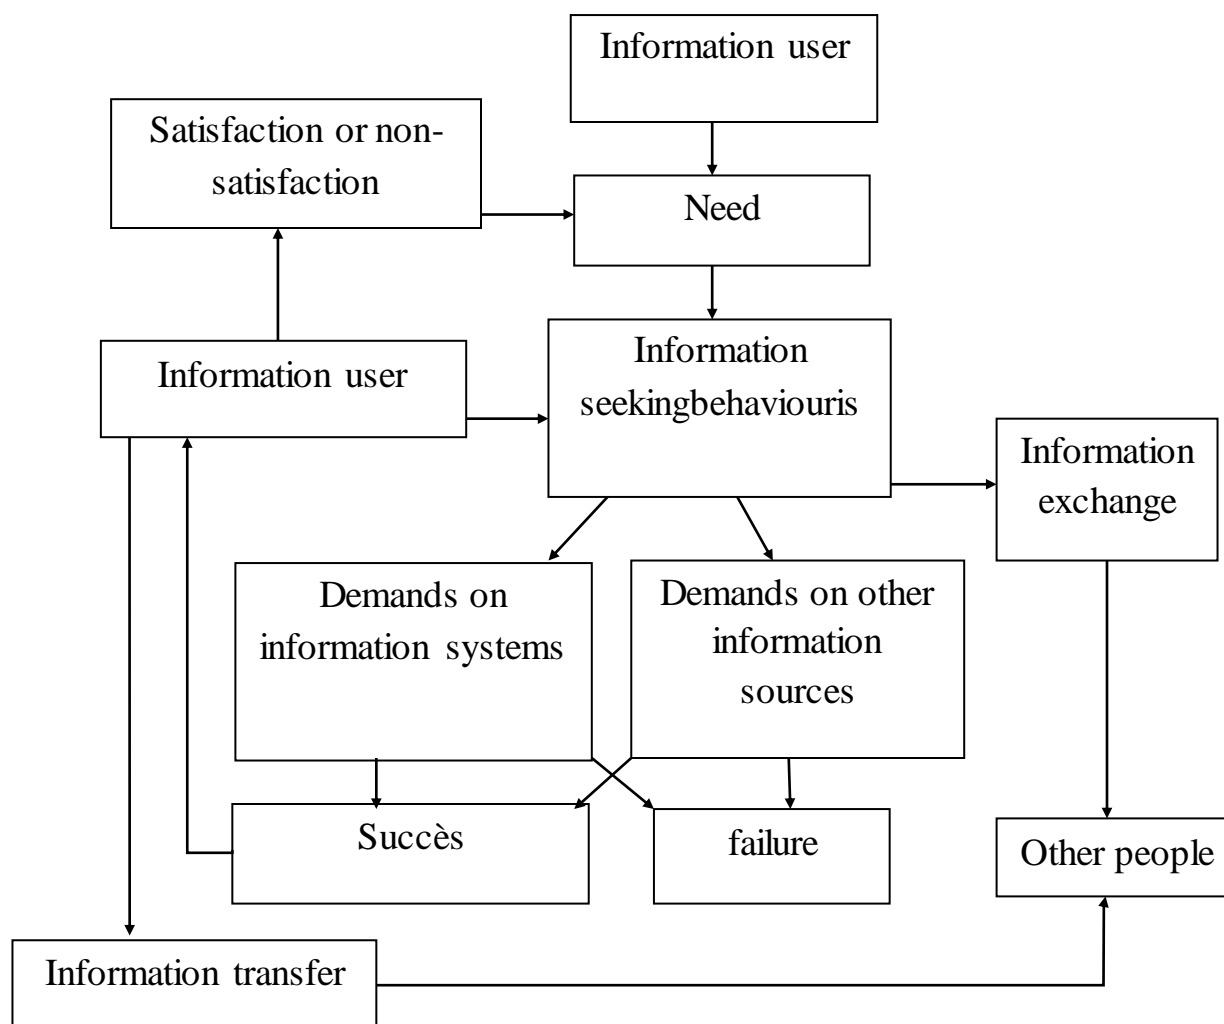 Information user
Satisfaction or non-
satisfaction
Need
Information
seekingbehaviouris
Information user
Information
exchange
Demands on
information systems
Demands on other
information
sources
Succès
failure
Other people
Information transfer